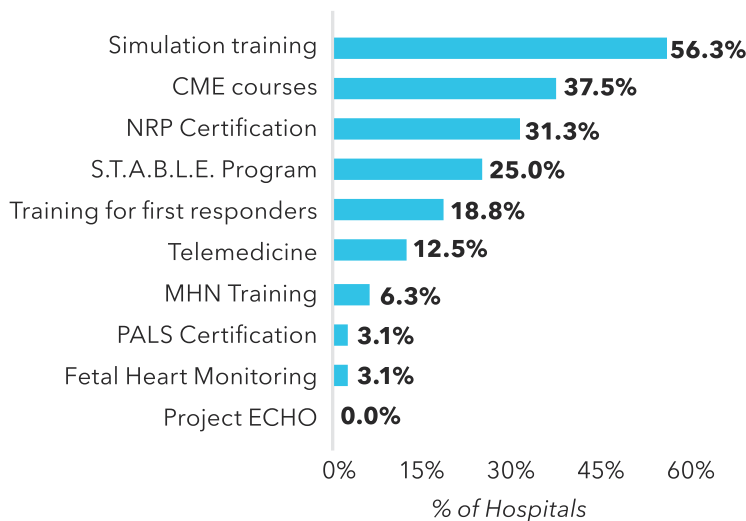 Simulation training 56.3%
CME courses 37.5%
NRP Certification 31.3%
S.T.A.B.L.E. Program 25.0%
Training for first responders 18.8%
Telemedicine 12.5%
MHN Training 6.3%
PALS Certification 3.1%
Fetal Heart Monitoring 3.1%
Project ECHO 0.0%
0% 15% 30% 45% 60%
% of Hospitals